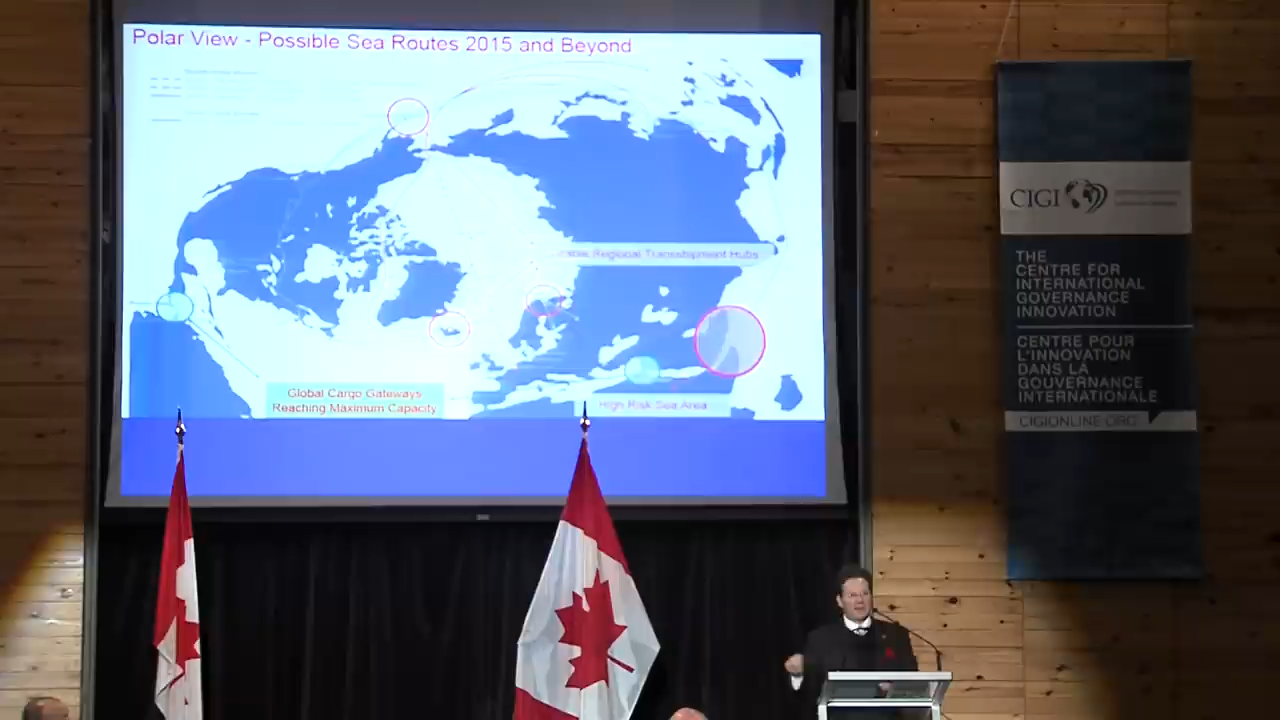 Polar View - Possible Sea Routes 2015 and Beyond
Regional Transshipment Hubs
Global Cargo Gateways
Reaching Maximum Capacity
High Risk Sea Area
CIGI
THE
CENTRE FOR
INTERNATIONAL
GOVERNANCE
INNOVATION
CENTRE POUR
L'INNOVATION
DANS LA
GOUVERNANCE
INTERNATIONALE
CIGIONLINE.ORG